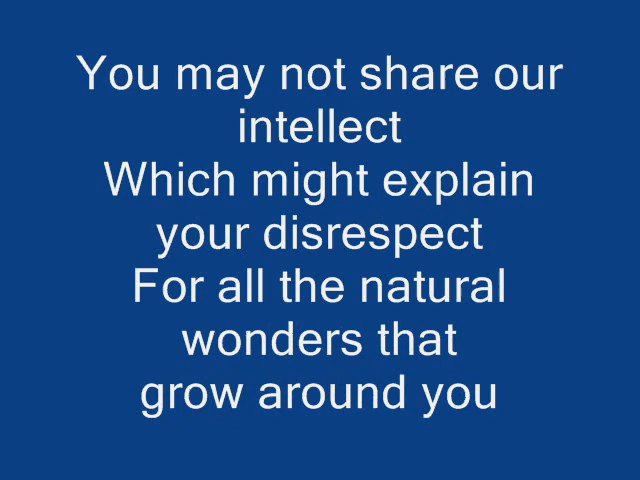 You may not share our
intellect
Which might explain
your disrespect
For all the natural
wonders that
grow around you